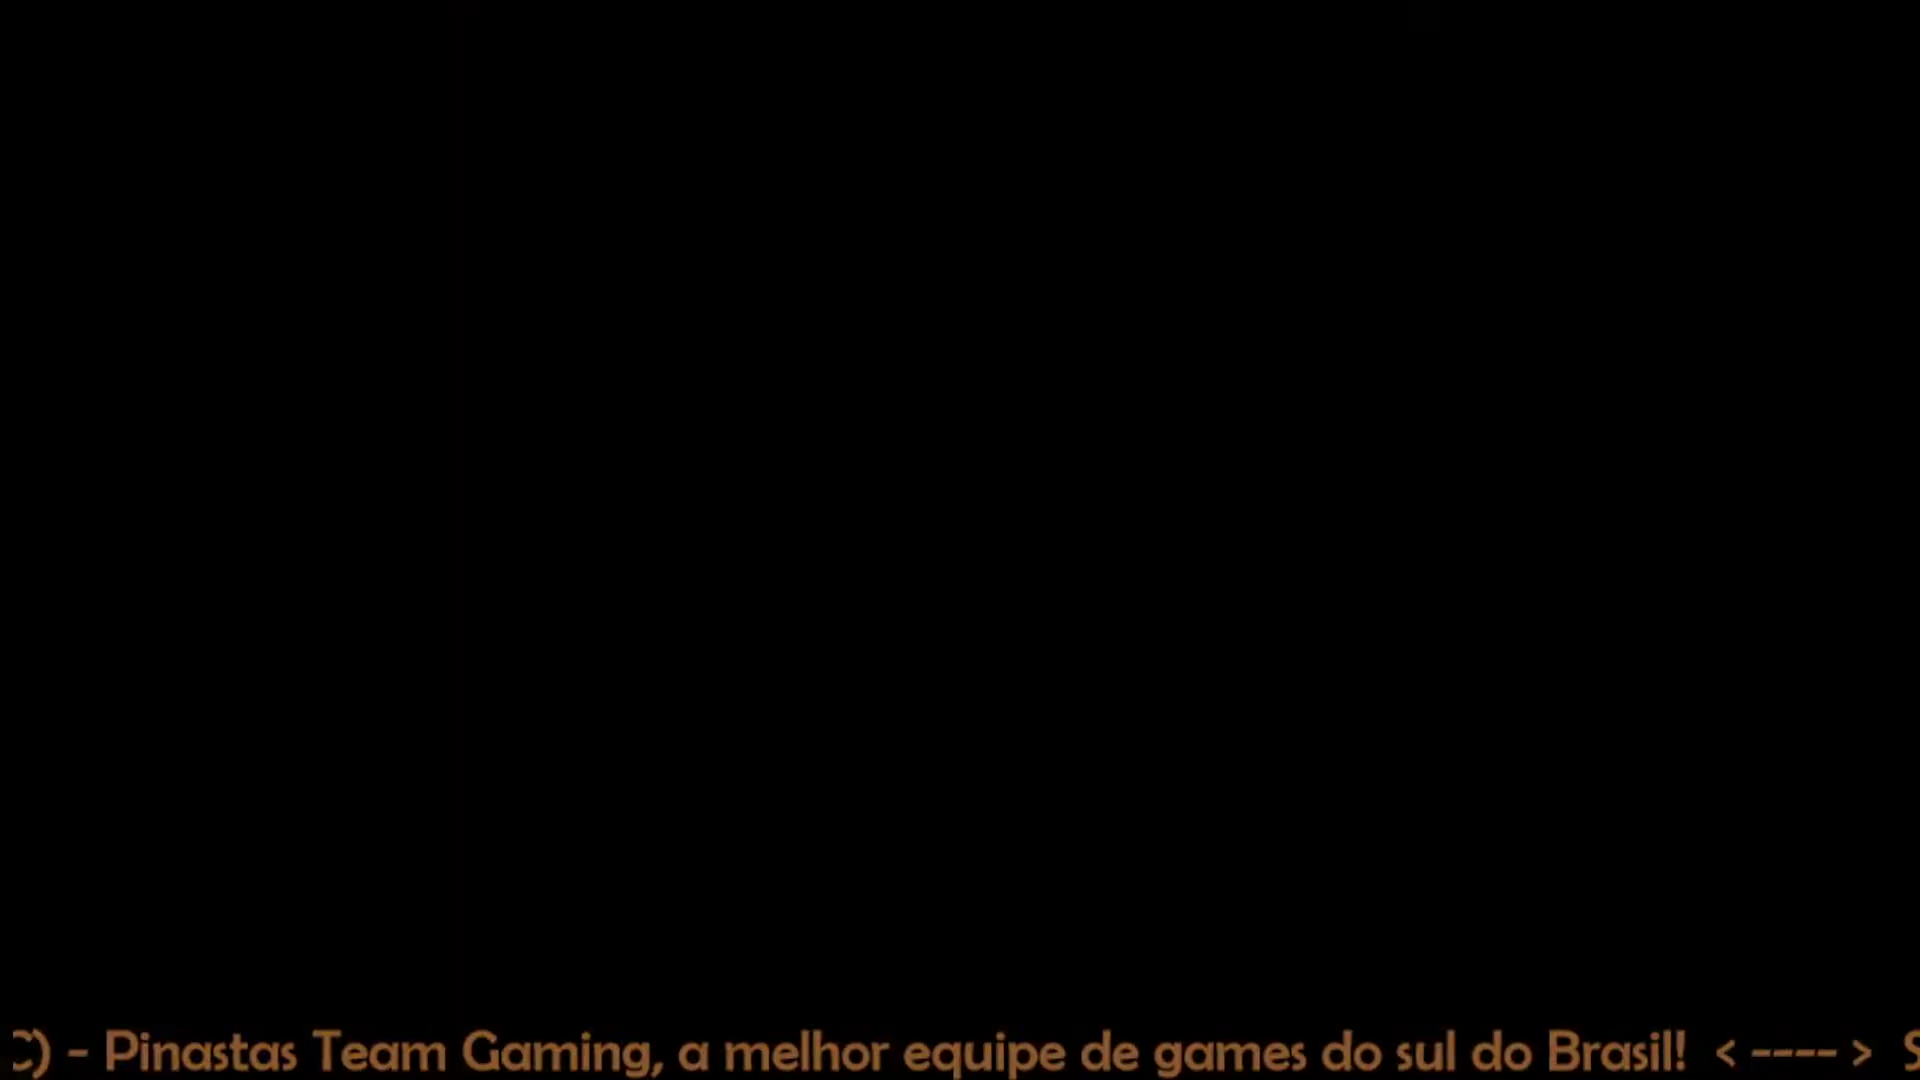 C) - Pinastas Team Gaming, a melhor equipe de games do sul do Brasil! < ---- > S